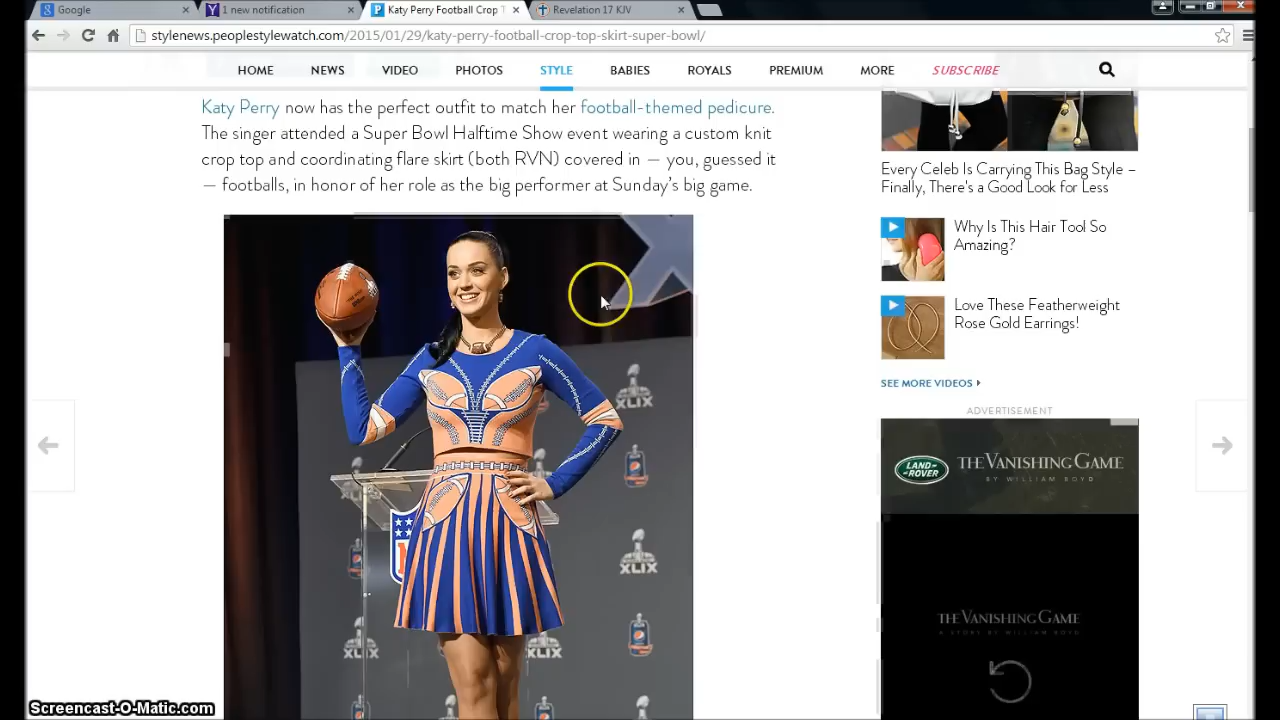 Google
1 new notification
Katy Perry Football Crop T
Revelation 17 KJV
stylenews.peoplestylewatch.com/2015/01/29/katy-perry-football-crop-top-skirt-super-bowl/
HOME NEWS VIDEO PHOTOS STYLE BABIES ROYALS PREMIUM MORE SUBSCRIBE
Katy Perry now has the perfect outfit to match her football-themed pedicure.
The singer attended a Super Bowl Halftime Show event wearing a custom knit
crop top and coordinating flare skirt (both RVN) covered in — you, guessed it
— footballs, in honor of her role as the big performer at Sunday's big game.
XLIX
XLIX
XLIX
XLIX
Every Celeb Is Carrying This Bag Style –
Finally, There's a Good Look for Less
Why Is This Hair Tool So
Amazing?
Love These Featherweight
Rose Gold Earrings!
SEE MORE VIDEOS
ADVERTISEMENT
LAND-
ROVER
THE VANISHING GAME
BY WILLIAM BOYD
THE VANISHING GAME
A STORY BY WILLIAM BOYD
Screencast-O-Matic.com